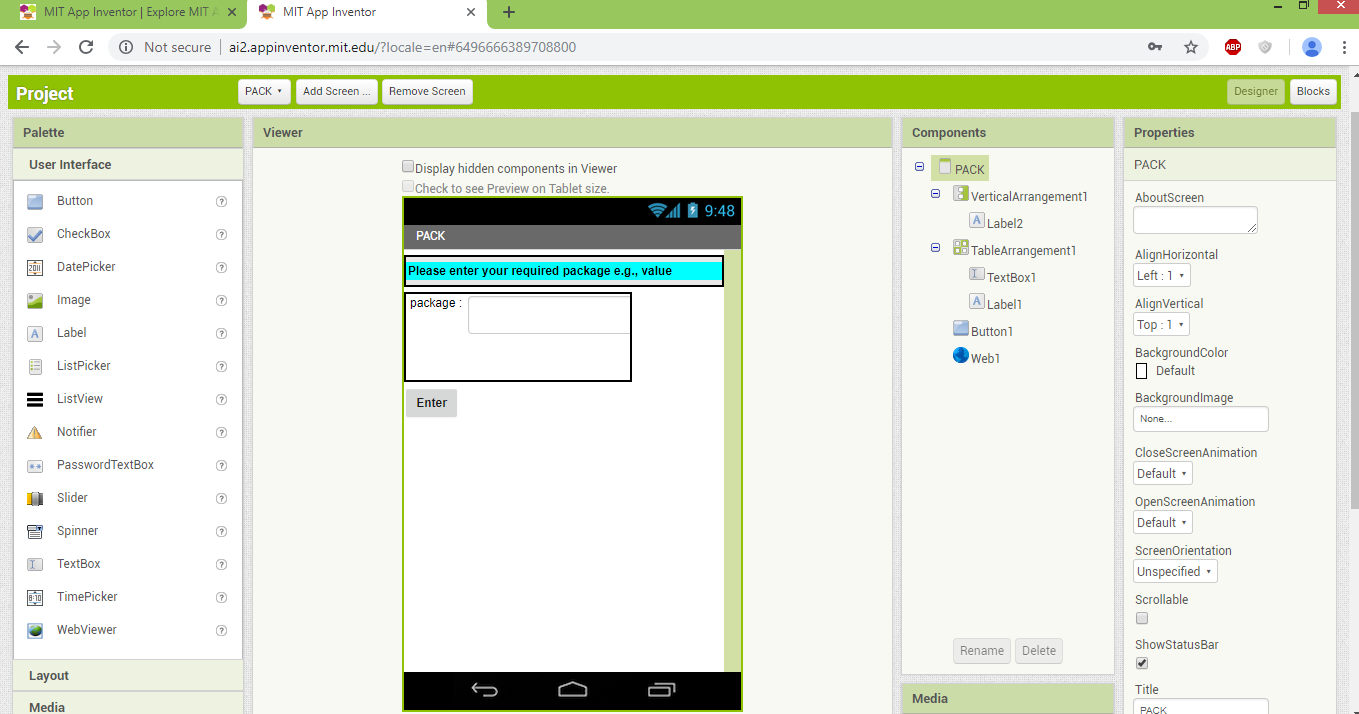 MIT App Inventor | Explore MIT A
MIT App Inventor
Not secure
ai2.appinventor.mit.edu/?locale=en#6496666389708800
ABP
Project
PACK
Add Screen ...
Remove Screen
Designer
Blocks
Palette
User Interface
Button
CheckBox
DatePicker
Image
Label
ListPicker
ListView
Notifier
PasswordTextBox
Slider
Spinner
TextBox
TimePicker
WebViewer
Layout
Media
Viewer
Display hidden components in Viewer
Check to see Preview on Tablet size.
9:48
PACK
Please enter your required package e.g., value
package :
Enter
Components
PACK
VerticalArrangement1
Label2
TableArrangement1
TextBox1
Label1
Button1
Web1
Rename
Delete
Media
Properties
PACK
AboutScreen
AlignHorizontal
Left : 1
AlignVertical
Top : 1
BackgroundColor
Default
BackgroundImage
None...
CloseScreenAnimation
Default
OpenScreenAnimation
Default
ScreenOrientation
Unspecified
Scrollable
ShowStatusBar
Title
PACK